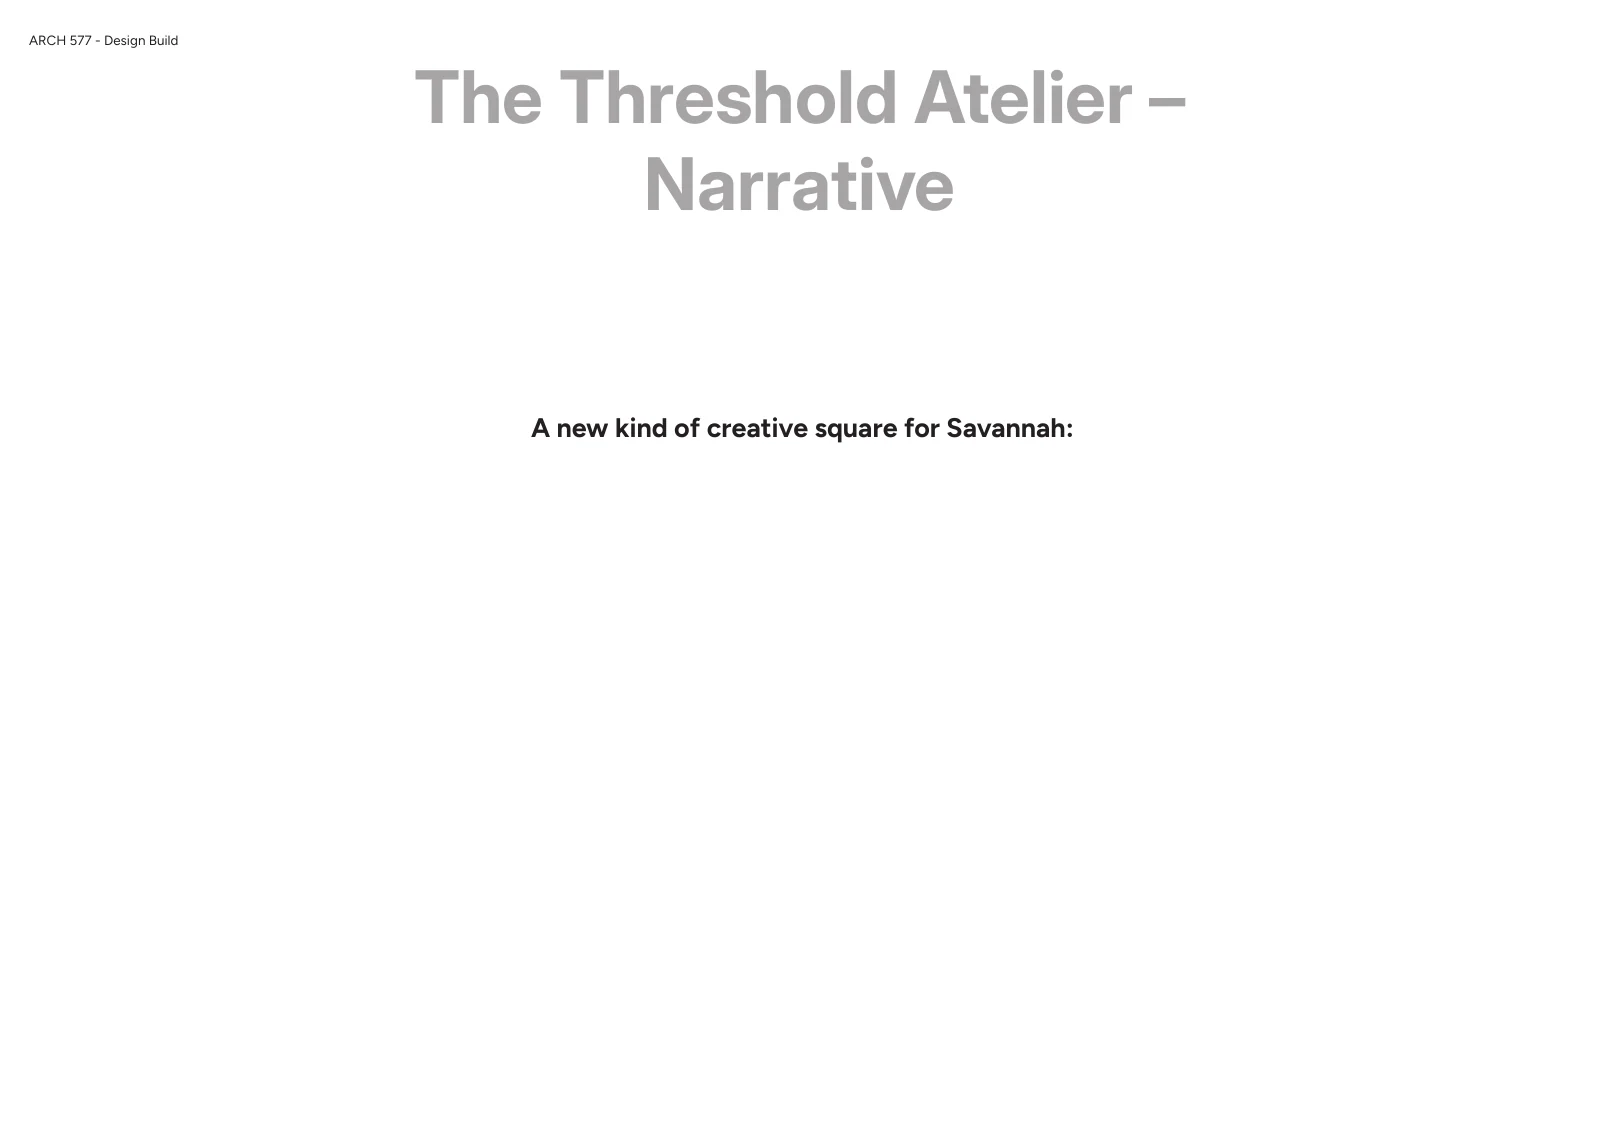 ARCH 577 - Design Build
The Threshold Atelier –
Narrative
A new kind of creative square for Savannah: